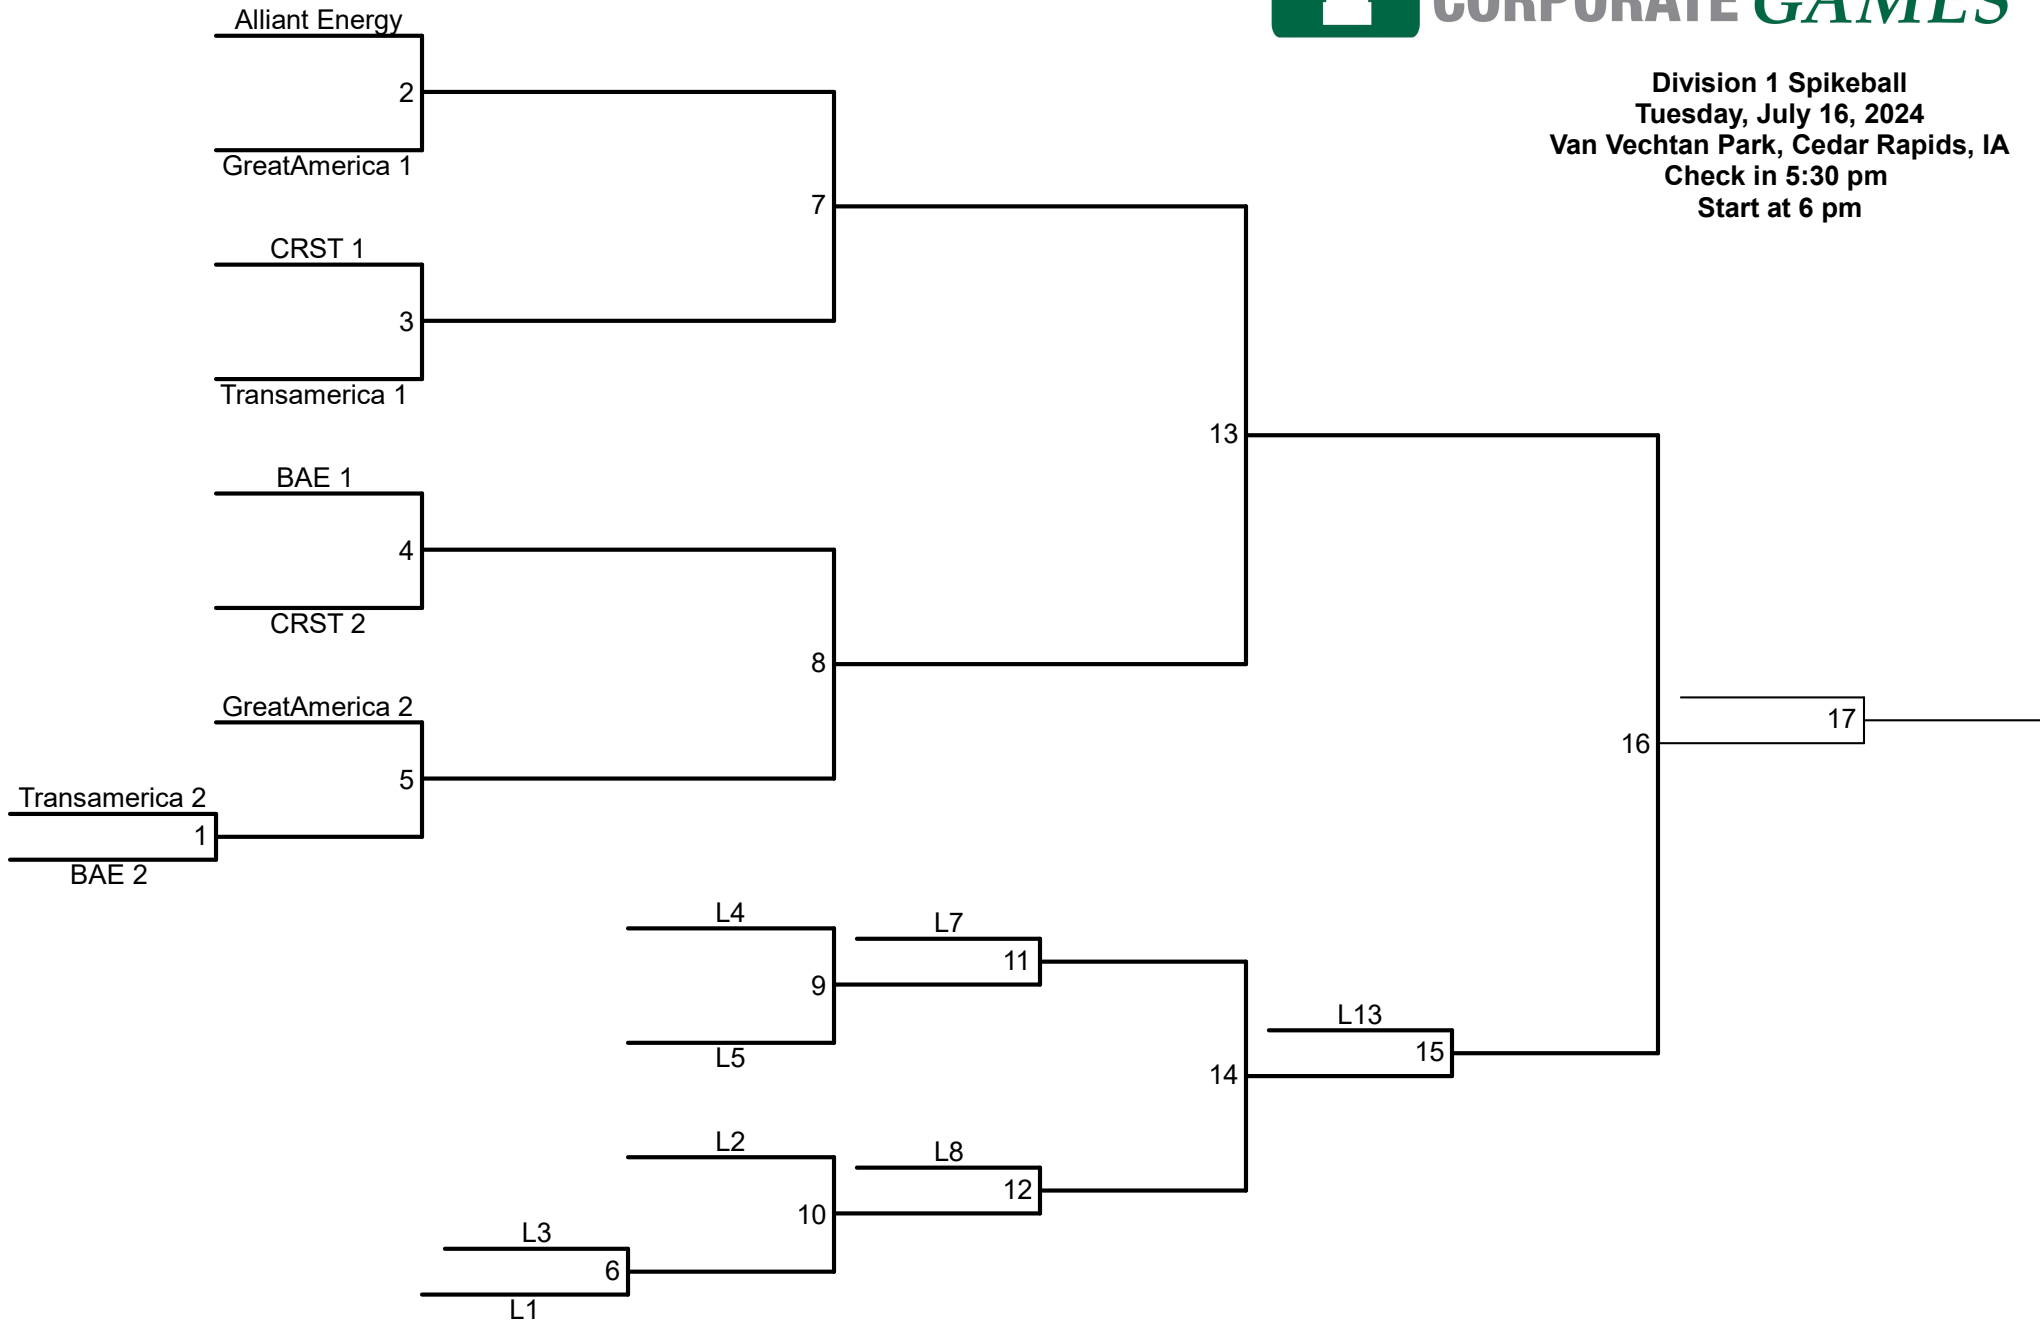 CORPORATE GAMES
Division 1 Spikeball
Tuesday, July 16, 2024
Van Vechtan Park, Cedar Rapids, IA
Check in 5:30 pm
Start at 6 pm
Alliant Energy
2
GreatAmerica 1
7
CRST 1
3
Transamerica 1
13
BAE 1
4
CRST 2
8
GreatAmerica 2
17
16
5
Transamerica 2
1
BAE 2
L4
L7
11
9
L13
L5
15
14
L2
L8
12
10
L3
6
L1